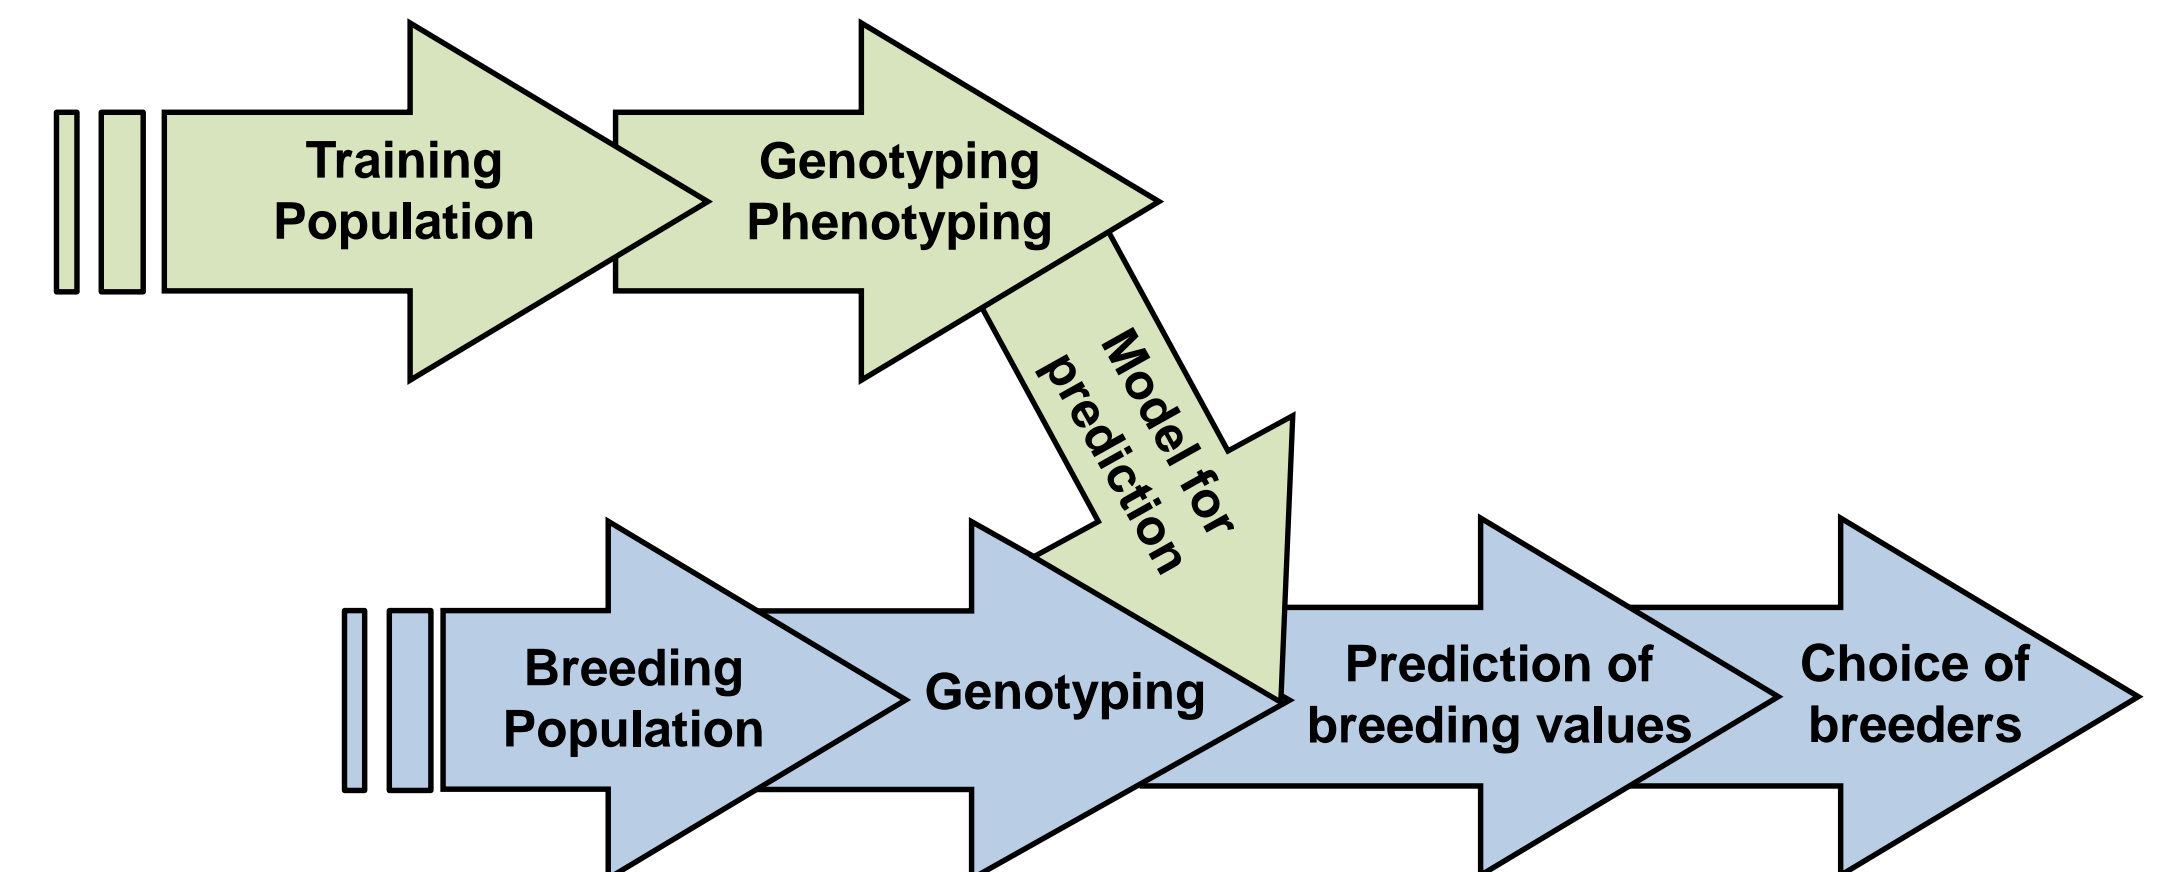 Training
Population
Genotyping
Phenotyping
Model for
prediction
Breeding
Population
Genotyping
Prediction of
breeding values
Choice of
breeders